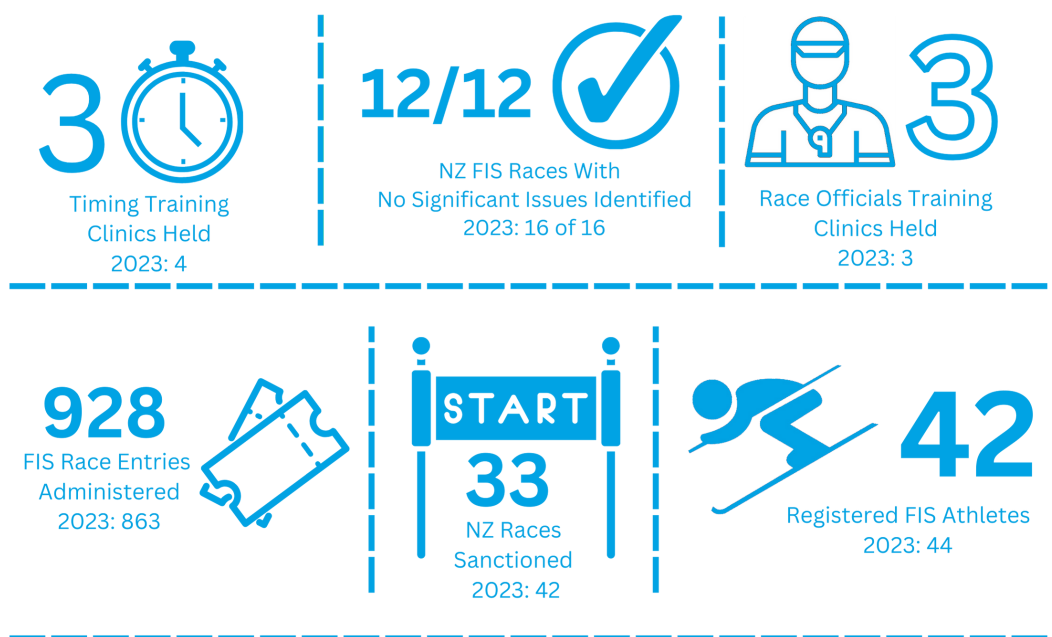 3
Timing Training
Clinics Held
2023: 4
12/12
NZ FIS Races With
No Significant Issues Identified
2023: 16 of 16
3
Race Officials Training
Clinics Held
2023: 3
928
FIS Race Entries
Administered
2023: 863
START
33
NZ Races
Sanctioned
2023: 42
42
Registered FIS Athletes
2023: 44